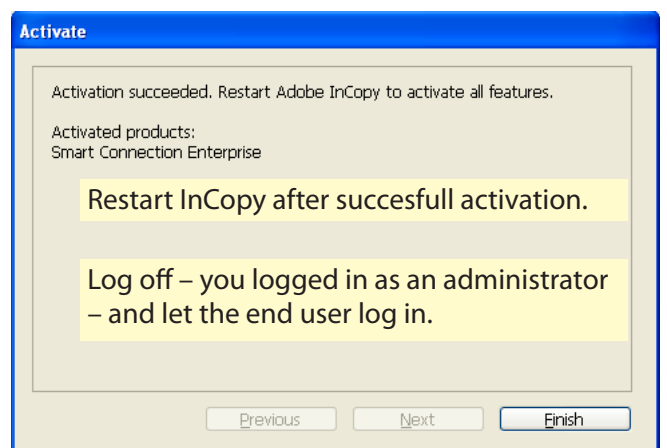 Activate
Activation succeeded. Restart Adobe InCopy to activate all features.
Activated products:
Smart Connection Enterprise
Restart InCopy after succesfull activation.
Log off – you logged in as an administrator
– and let the end user log in.
Previous Next Finish